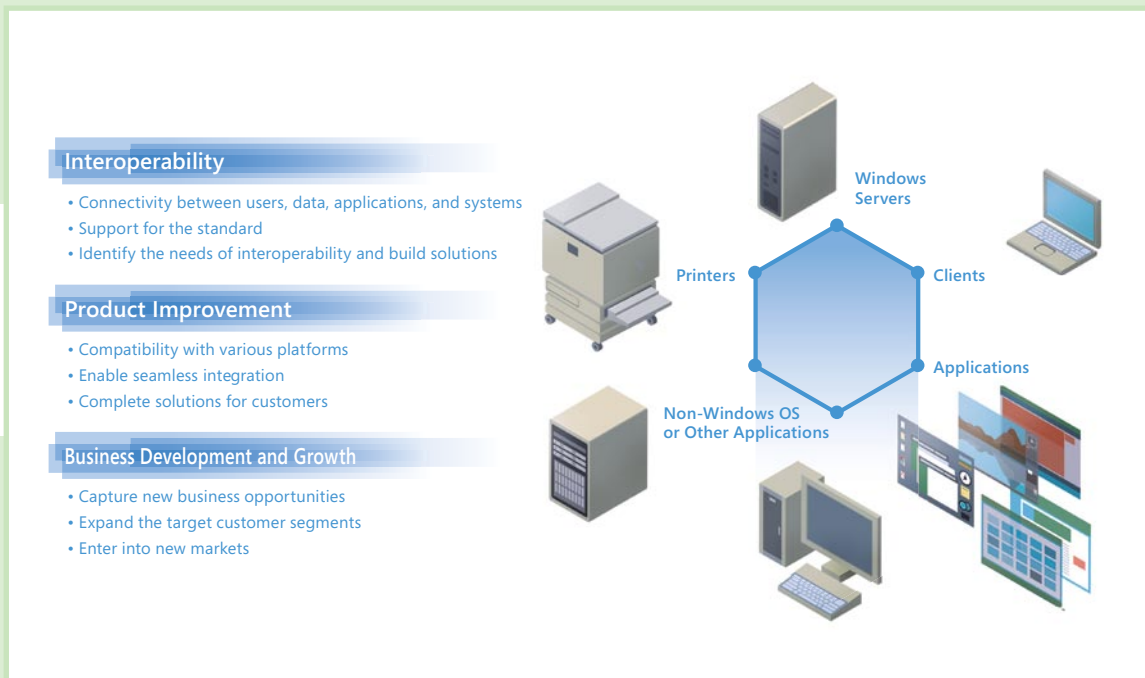 Interoperability
• Connectivity between users, data, applications, and systems
• Support for the standard
• Identify the needs of interoperability and build solutions
Product Improvement
• Compatibility with various platforms
• Enable seamless integration
• Complete solutions for customers
Business Development and Growth
• Capture new business opportunities
• Expand the target customer segments
• Enter into new markets
Windows
Servers
Printers
Clients
Applications
Non-Windows OS
or Other Applications